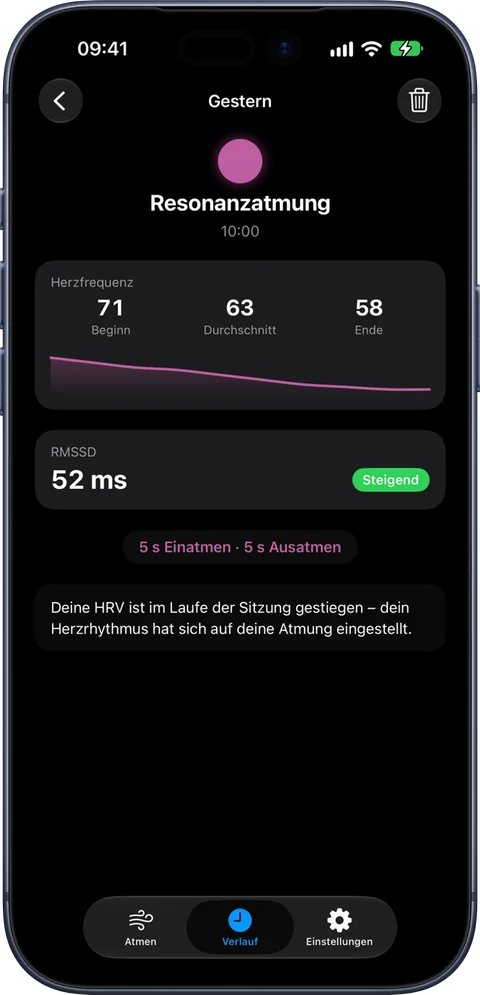 09:41
Gestern
Resonanzatmung
10:00
Herzfrequenz
71 63 58
Beginn Durchschnitt Ende
RMSSD
52 ms Steigend
5 s Einatmen · 5 s Ausatmen
Deine HRV ist im Laufe der Sitzung gestiegen – dein
Herzrhythmus hat sich auf deine Atmung eingestellt.
Atmen Verlauf Einstellungen